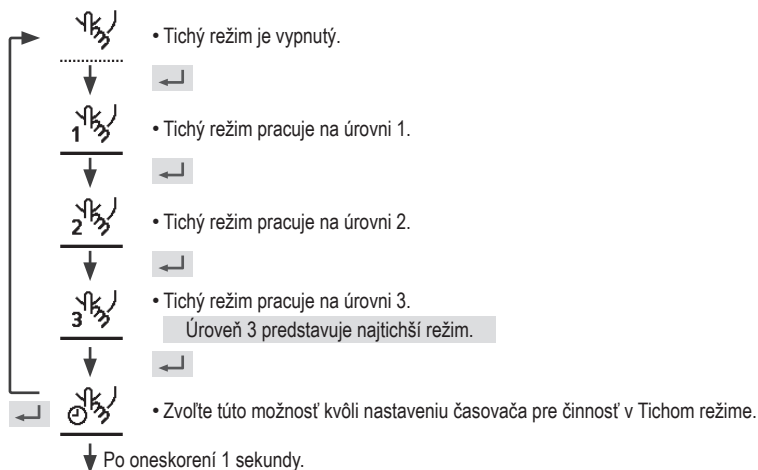 • Tichý režim je vypnutý.
1
• Tichý režim pracuje na úrovni 1.
2
• Tichý režim pracuje na úrovni 2.
3
• Tichý režim pracuje na úrovni 3.
Úroveň 3 predstavuje najtichší režim.
• Zvoľte túto možnosť kvôli nastaveniu časovača pre činnosť v Tichom režime.
Po oneskorení 1 sekundy.